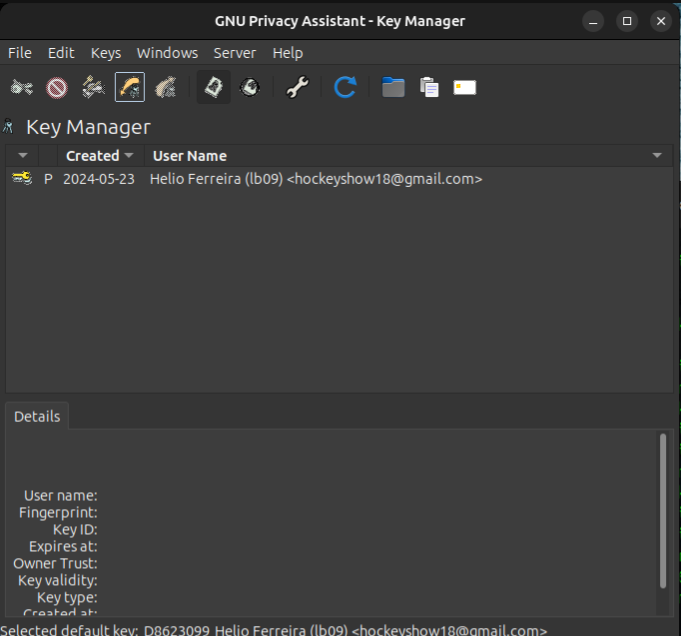 GNU Privacy Assistant - Key Manager
File Edit Keys Windows Server Help
Key Manager
Created User Name
P 2024-05-23 Helio Ferreira (lb09) <hockeyshow18@gmail.com>
Details
User name:
Fingerprint:
Key ID:
Expires at:
Owner Trust:
Key validity:
Key type:
Created at:
Selected default key: D8623099 Helio Ferreira (lb09) <hockeyshow18@gmail.com>